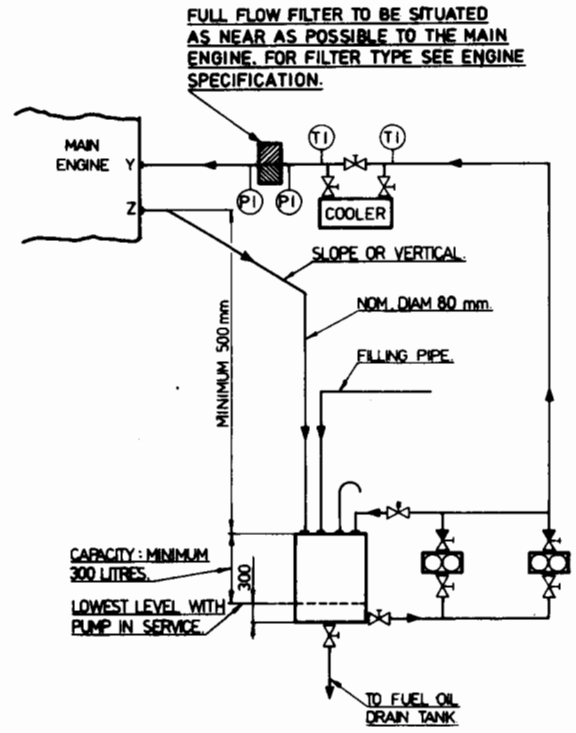 FULL FLOW FILTER TO BE SITUATED
AS NEAR AS POSSIBLE TO THE MAIN
ENGINE. FOR FILTER TYPE SEE ENGINE
SPECIFICATION.
MAIN
ENGINE
Y
Z
TI
TI
PI
PI
COOLER
SLOPE OR VERTICAL.
NOM. DIAM 80 mm.
FILLING PIPE.
MINIMUM 500 mm
CAPACITY: MINIMUM
300 LITRES.
300
LOWEST LEVEL WITH
PUMP IN SERVICE.
TO FUEL OIL
DRAIN TANK.